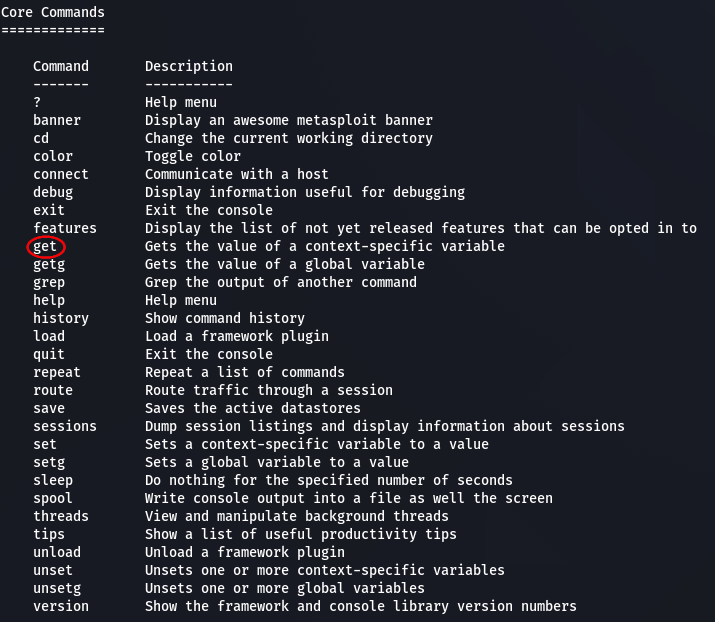 Core Commands
=============
Command Description
------- -----------
? Help menu
banner Display an awesome metasploit banner
cd Change the current working directory
color Toggle color
connect Communicate with a host
debug Display information useful for debugging
exit Exit the console
features Display the list of not yet released features that can be opted in to
get Gets the value of a context-specific variable
getg Gets the value of a global variable
grep Grep the output of another command
help Help menu
history Show command history
load Load a framework plugin
quit Exit the console
repeat Repeat a list of commands
route Route traffic through a session
save Saves the active datastores
sessions Dump session listings and display information about sessions
set Sets a context-specific variable to a value
setg Sets a global variable to a value
sleep Do nothing for the specified number of seconds
spool Write console output into a file as well the screen
threads View and manipulate background threads
tips Show a list of useful productivity tips
unload Unload a framework plugin
unset Unsets one or more context-specific variables
unsetg Unsets one or more global variables
version Show the framework and console library version numbers